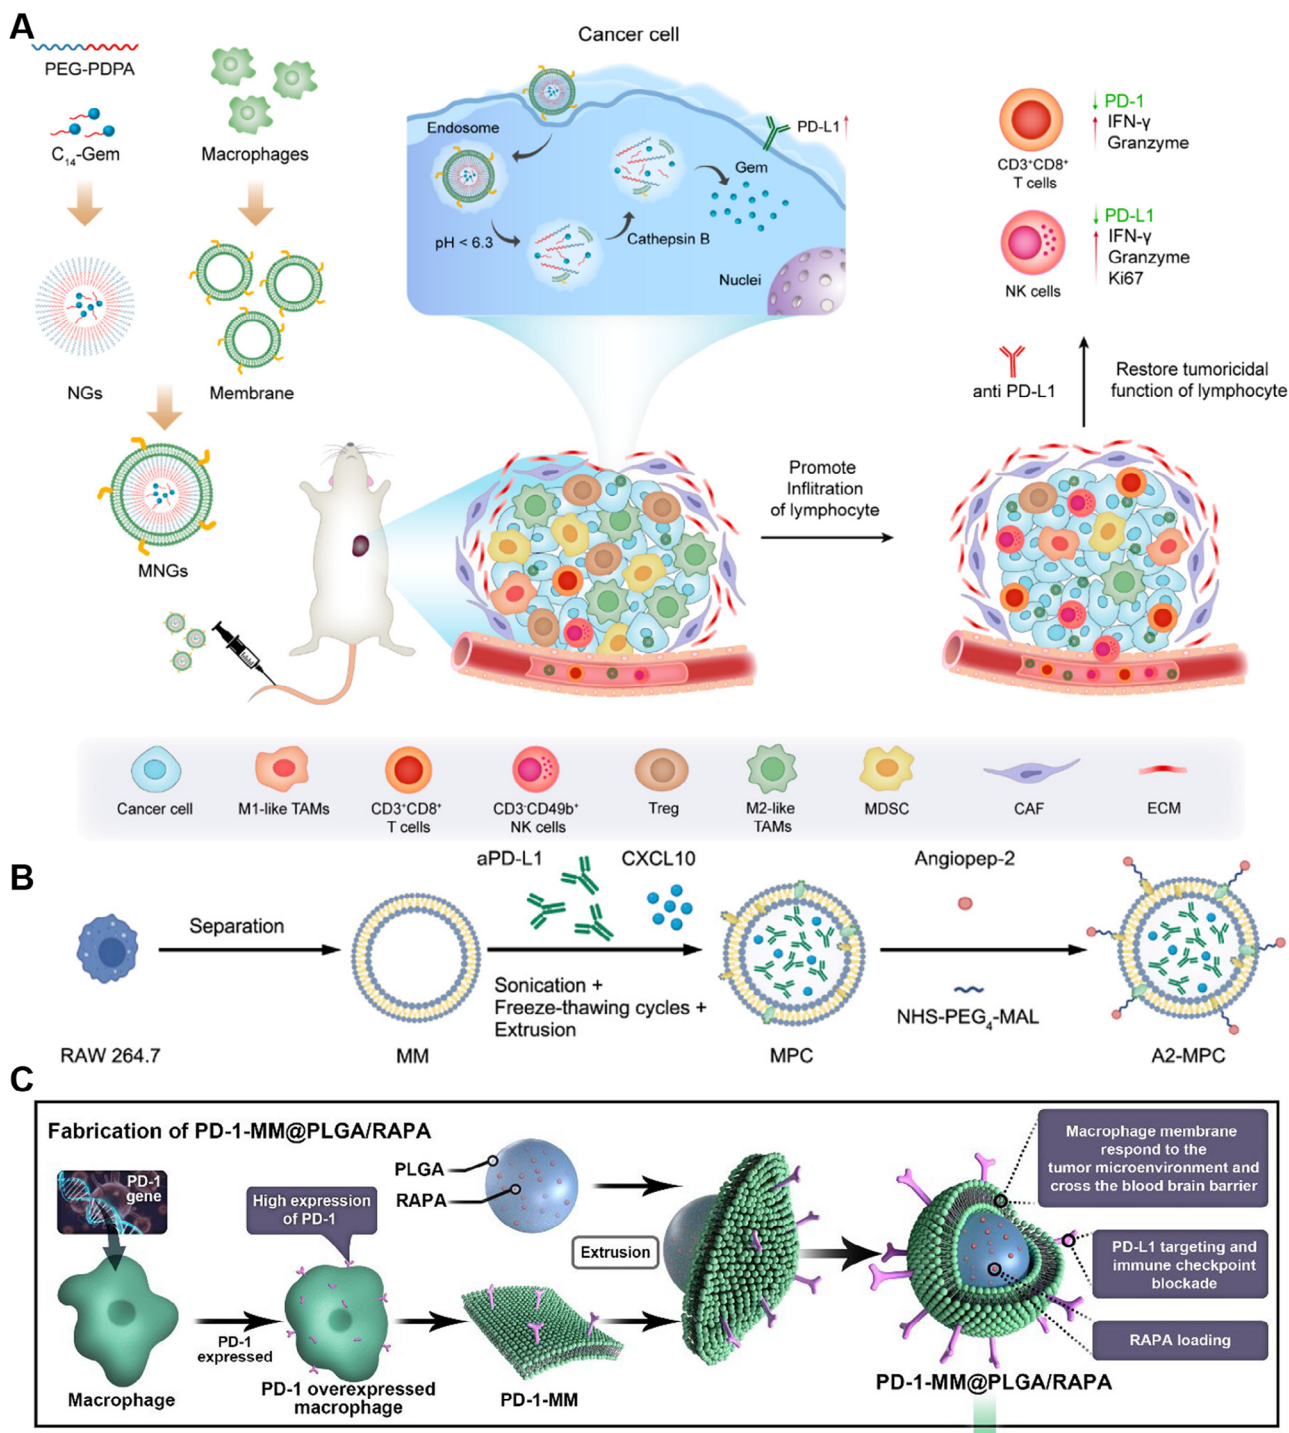 A
PEG-PDPA
C₁₄-Gem
Macrophages
NGs
Membrane
MNGs
Cancer cell
Endosome
pH < 6.3
Cathepsin B
Gem
PD-L1
Nuclei
Promote
Inflitration
of lymphocyte
PD-1
IFN-γ
Granzyme
CD3⁺CD8⁺
T cells
PD-L1
IFN-γ
Granzyme
Ki67
NK cells
anti PD-L1
Restore tumoricidal
function of lymphocyte
Cancer cell
M1-like TAMs
CD3⁺CD8⁺
T cells
CD3⁻CD49b⁺
NK cells
Treg
M2-like
TAMs
MDSC
CAF
ECM
B
RAW 264.7
Separation
MM
aPD-L1
CXCL10
Sonication +
Freeze-thawing cycles +
Extrusion
MPC
Angiopep-2
NHS-PEG₄-MAL
A2-MPC
C
Fabrication of PD-1-MM@PLGA/RAPA
PD-1
gene
Macrophage
PD-1
expressed
High expression
of PD-1
PD-1 overexpressed
macrophage
PLGA
RAPA
PD-1-MM
Extrusion
Macrophage membrane
respond to the
tumor microenvironment and
cross the blood brain barrier
PD-L1 targeting and
immune checkpoint
blockade
RAPA loading
PD-1-MM@PLGA/RAPA